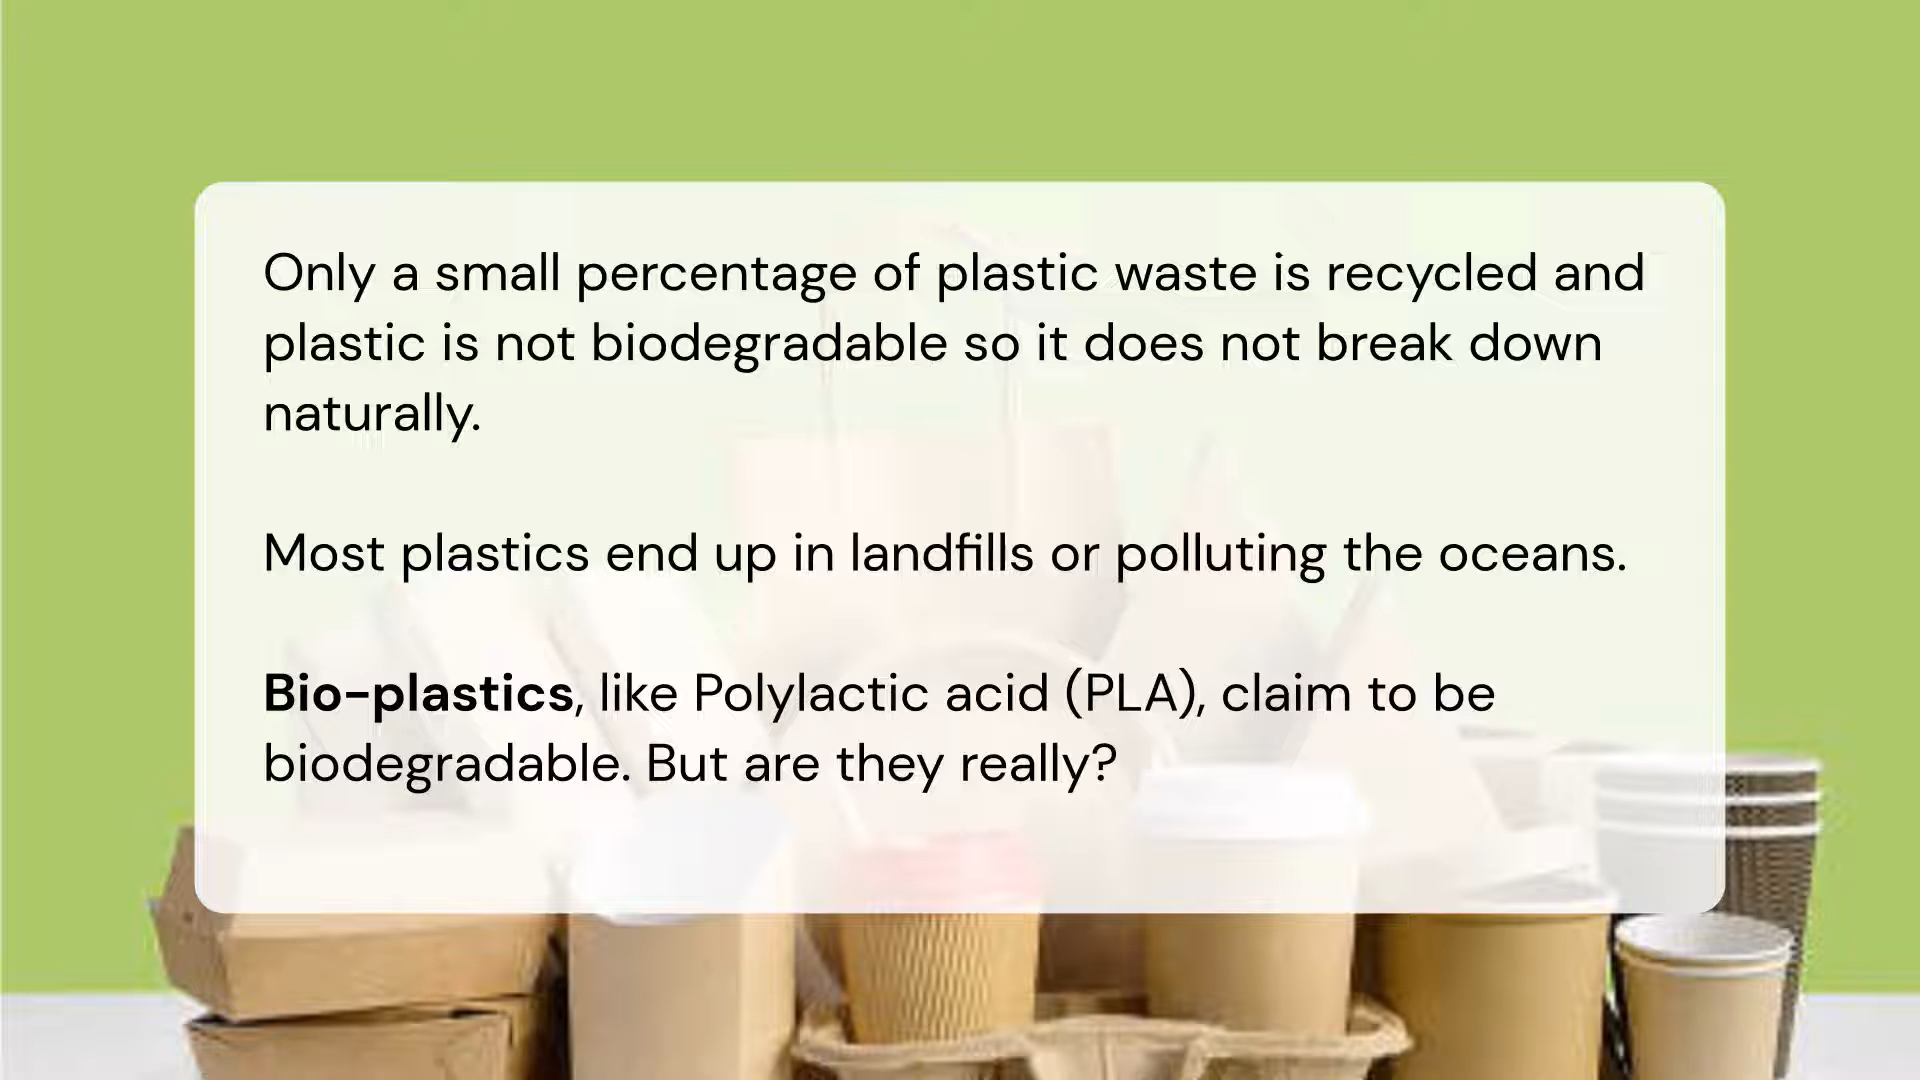 Only a small percentage of plastic waste is recycled and
plastic is not biodegradable so it does not break down
naturally.
Most plastics end up in landfills or polluting the oceans.
Bio-plastics, like Polylactic acid (PLA), claim to be
biodegradable. But are they really?